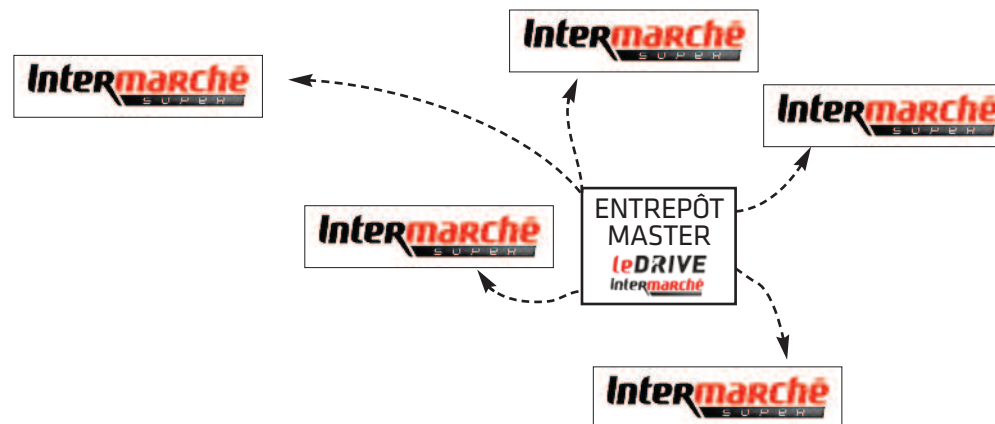 Intermarché
SUPER
Intermarché
SUPER
Intermarché
SUPER
Intermarché
SUPER
ENTREPÔT
MASTER
leDRIVE
Intermarché
Intermarché
SUPER